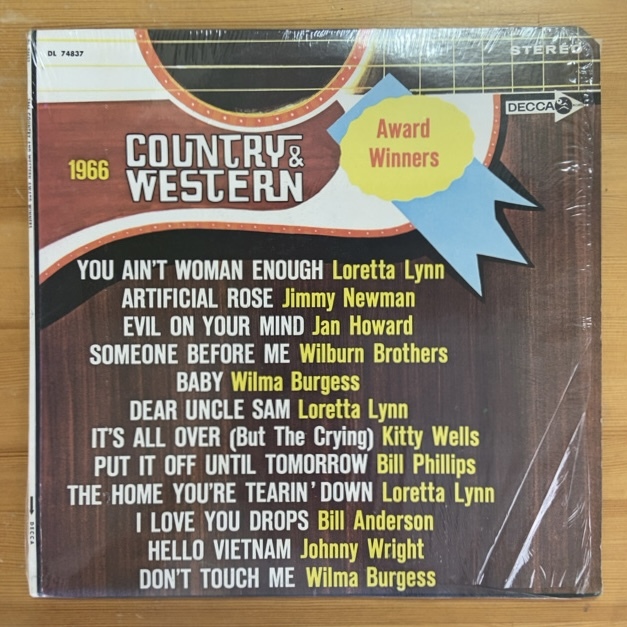 DL 74837
STEREO
DECCA
1966 COUNTRY &
WESTERN
Award
Winners
YOU AIN'T WOMAN ENOUGH Loretta Lynn
ARTIFICIAL ROSE Jimmy Newman
EVIL ON YOUR MIND Jan Howard
SOMEONE BEFORE ME Wilburn Brothers
BABY Wilma Burgess
DEAR UNCLE SAM Loretta Lynn
IT'S ALL OVER (But The Crying) Kitty Wells
PUT IT OFF UNTIL TOMORROW Bill Phillips
THE HOME YOU'RE TEARIN' DOWN Loretta Lynn
I LOVE YOU DROPS Bill Anderson
HELLO VIETNAM Johnny Wright
DON'T TOUCH ME Wilma Burgess
DECCA